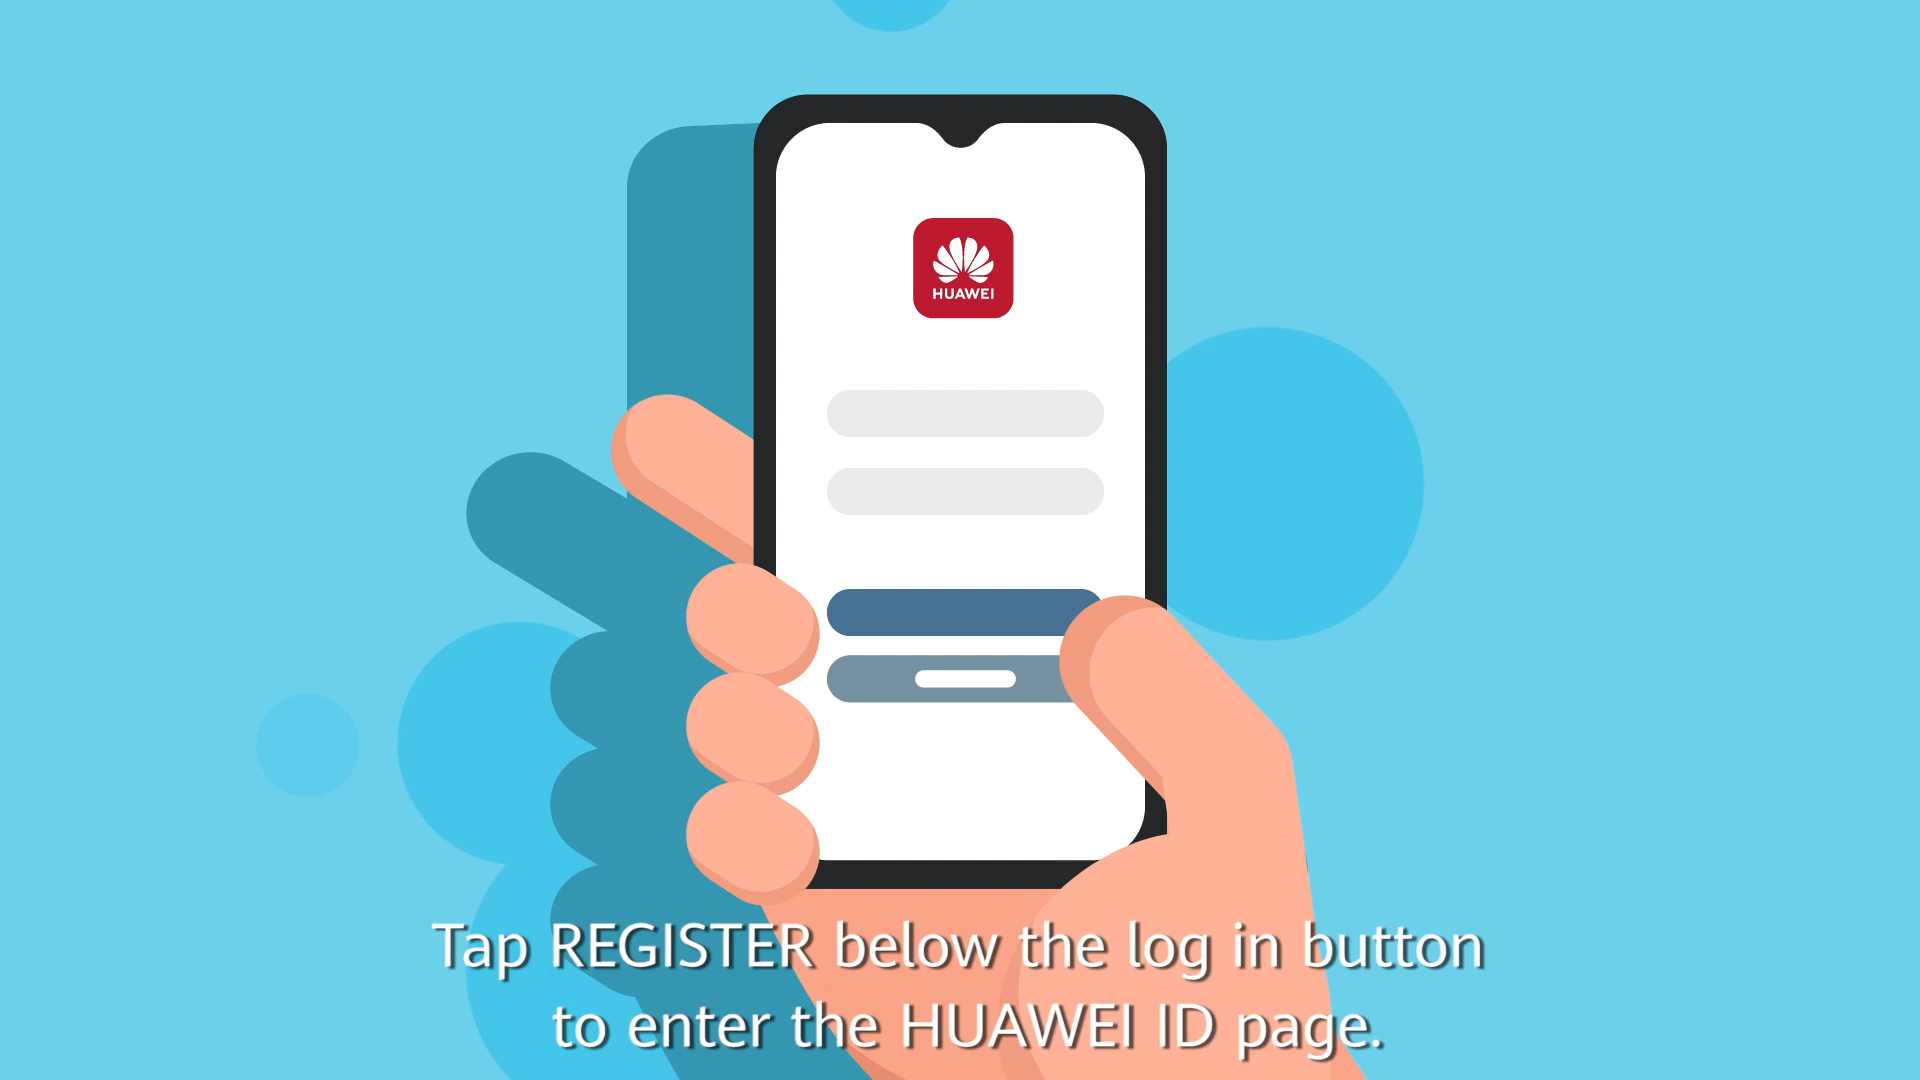 HUAWEI
Tap REGISTER below the log in button
to enter the HUAWEI ID page.